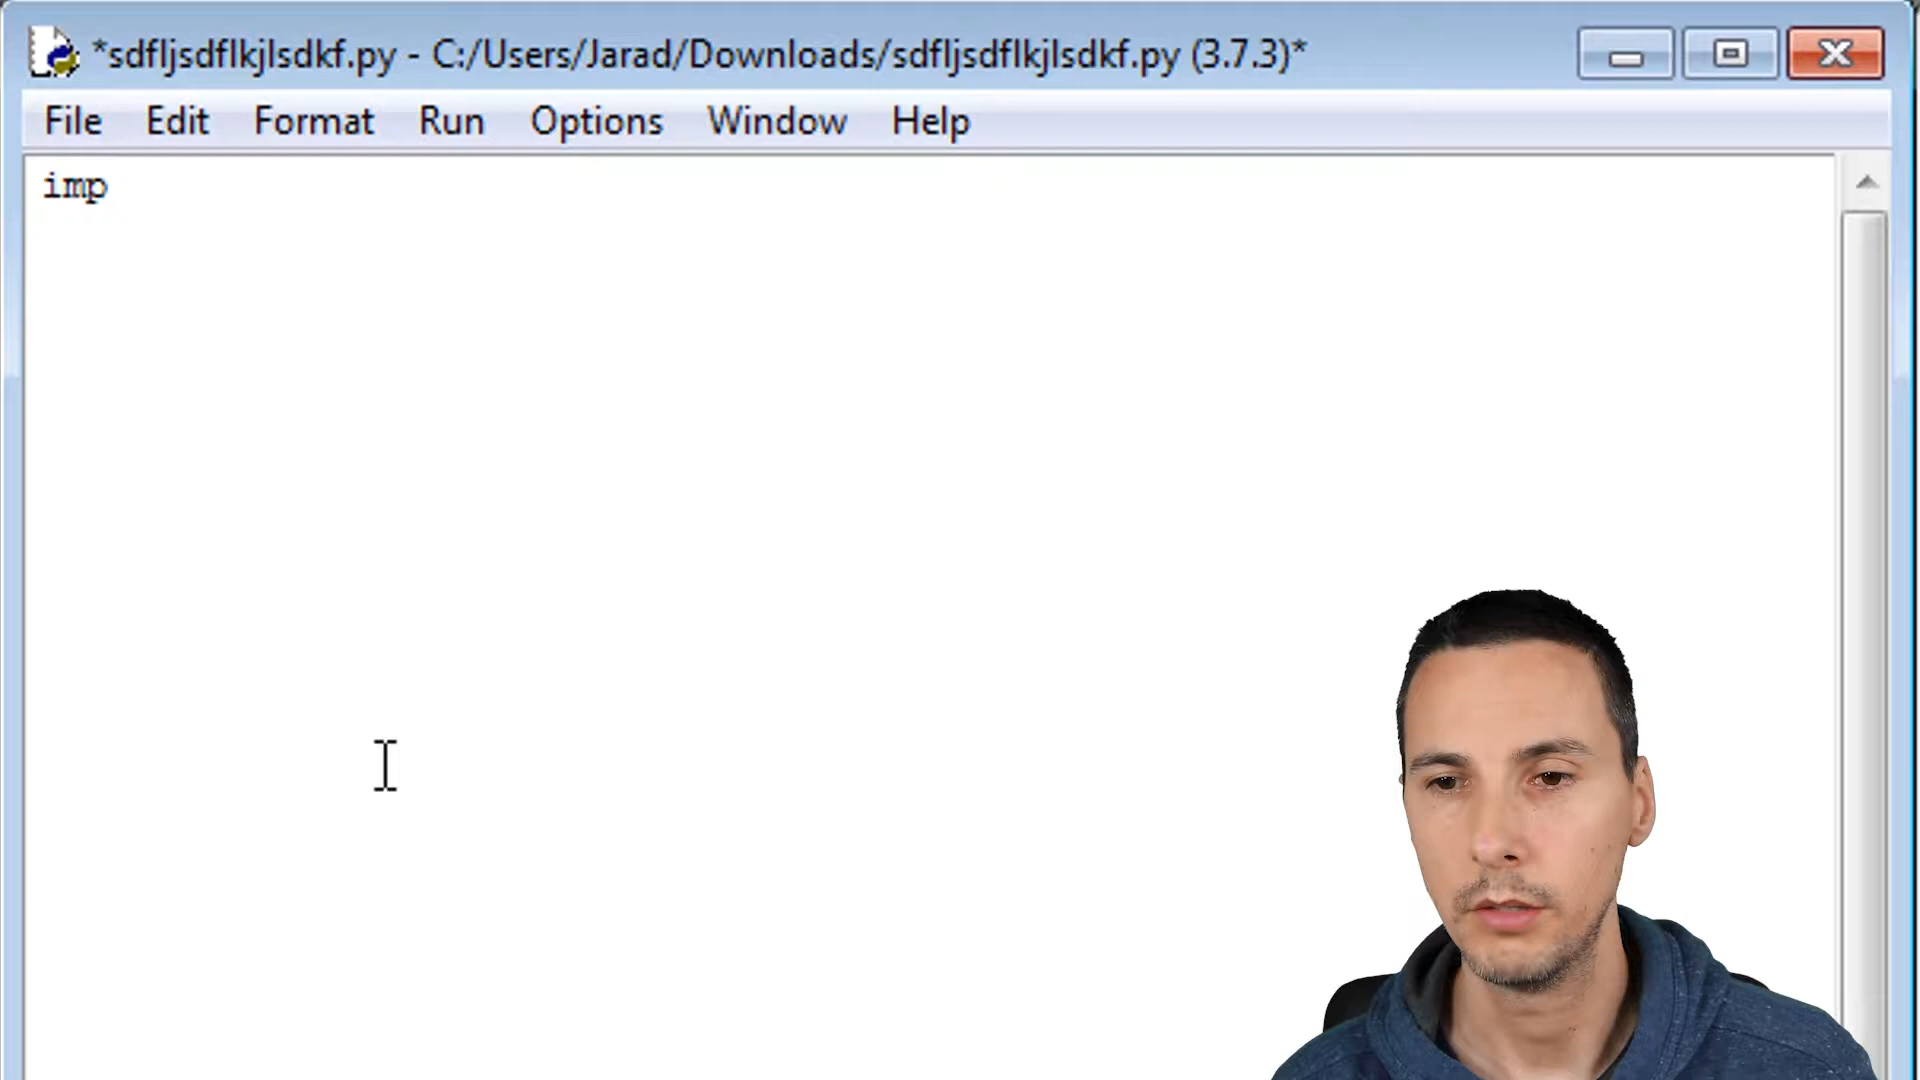 *sdfljsdflkjlsdkf.py - C:/Users/Jarad/Downloads/sdfljsdflkjlsdkf.py (3.7.3)*
File Edit Format Run Options Window Help
imp